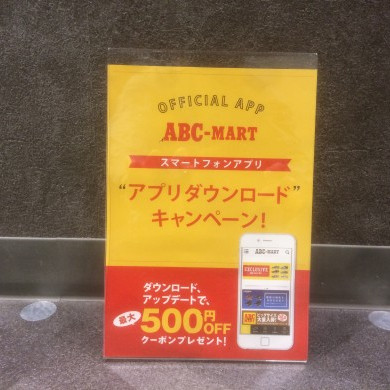 OFFICIAL APP
ABC-MART
スマートフォンアプリ
“アプリダウンロード”
キャンペーン!
ABC-MART
ダウンロード、
アップデートで、
最大500円OFF
クーポンプレゼント!